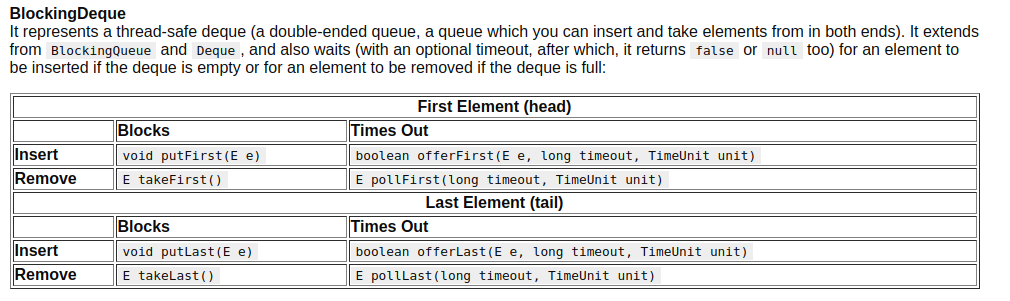 BlockingDeque
It represents a thread-safe deque (a double-ended queue, a queue which you can insert and take elements from in both ends). It extends
from BlockingQueue and Deque, and also waits (with an optional timeout, after which, it returns false or null too) for an element to
be inserted if the deque is empty or for an element to be removed if the deque is full:
First Element (head)
Blocks Times Out
Insert void putFirst(E e) boolean offerFirst(E e, long timeout, TimeUnit unit)
Remove E takeFirst() E pollFirst(long timeout, TimeUnit unit)
Last Element (tail)
Blocks Times Out
Insert void putLast(E e) boolean offerLast(E e, long timeout, TimeUnit unit)
Remove E takeLast() E pollLast(long timeout, TimeUnit unit)